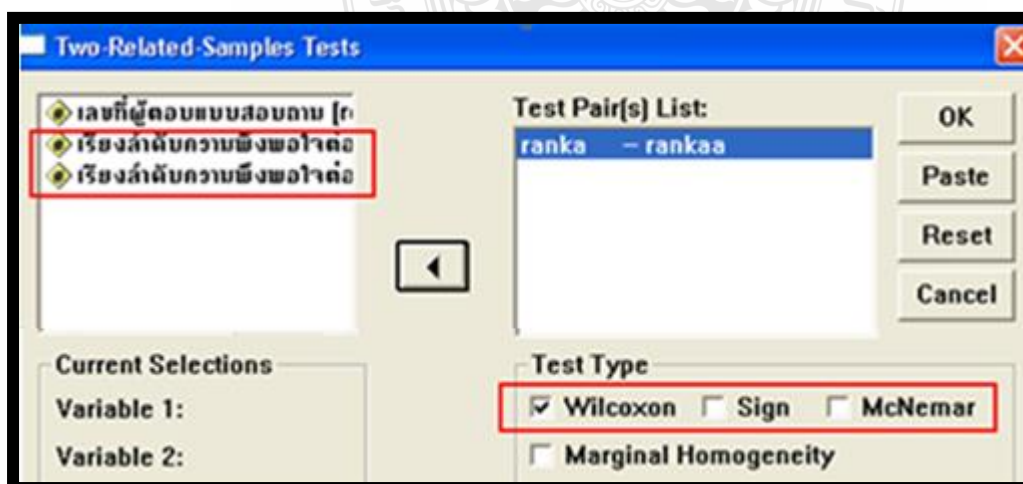 Two-Related-Samples Tests
เลขที่ผู้ตอบแบบสอบถาม [r
เรียงลำดับความพึงพอใจต่อ
เรียงลำดับความพึงพอใจต่อ
Test Pair(s) List:
ranka – rankaa
OK
Paste
Reset
Cancel
Current Selections
Variable 1:
Variable 2:
Test Type
Wilcoxon Sign McNemar
Marginal Homogeneity